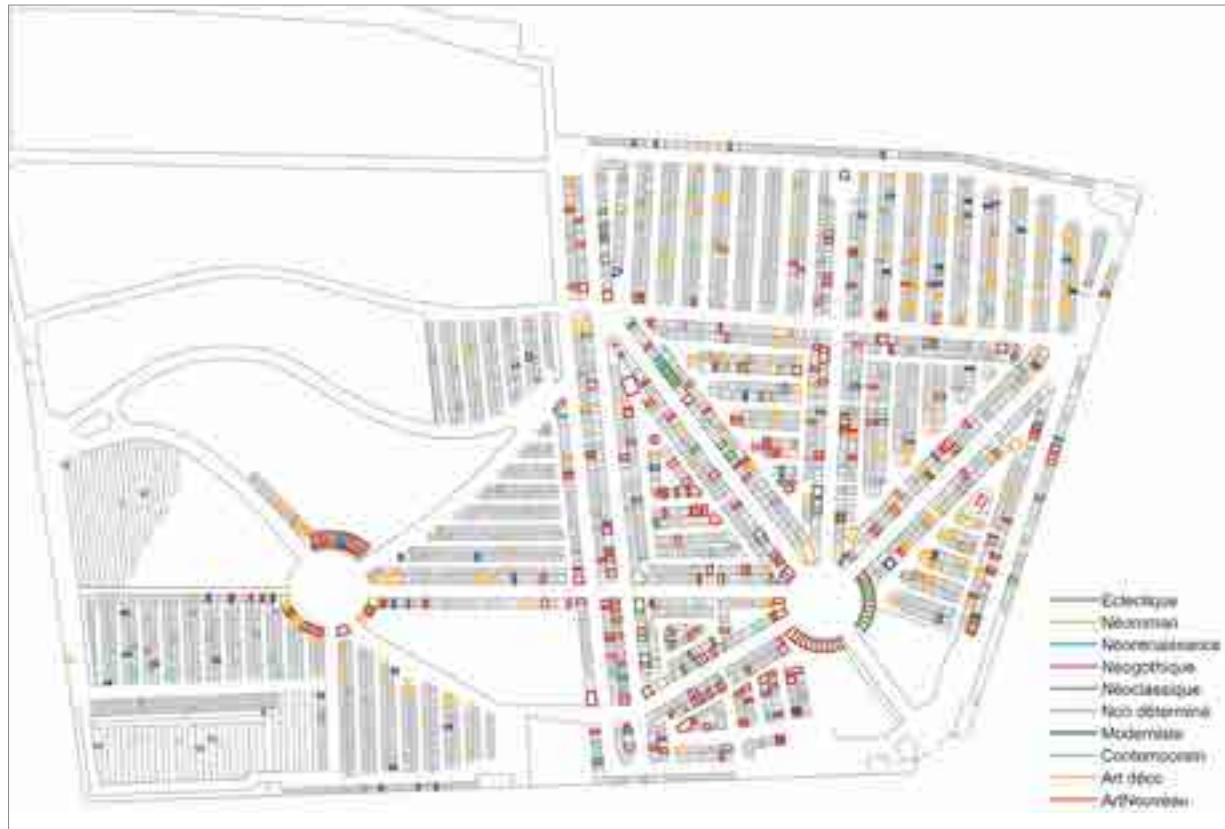 Eclectique
Néoroman
Néorenaissance
Néogothique
Néoclassique
Non déterminé
Moderniste
Contemporain
Art déco
ArtNouveau